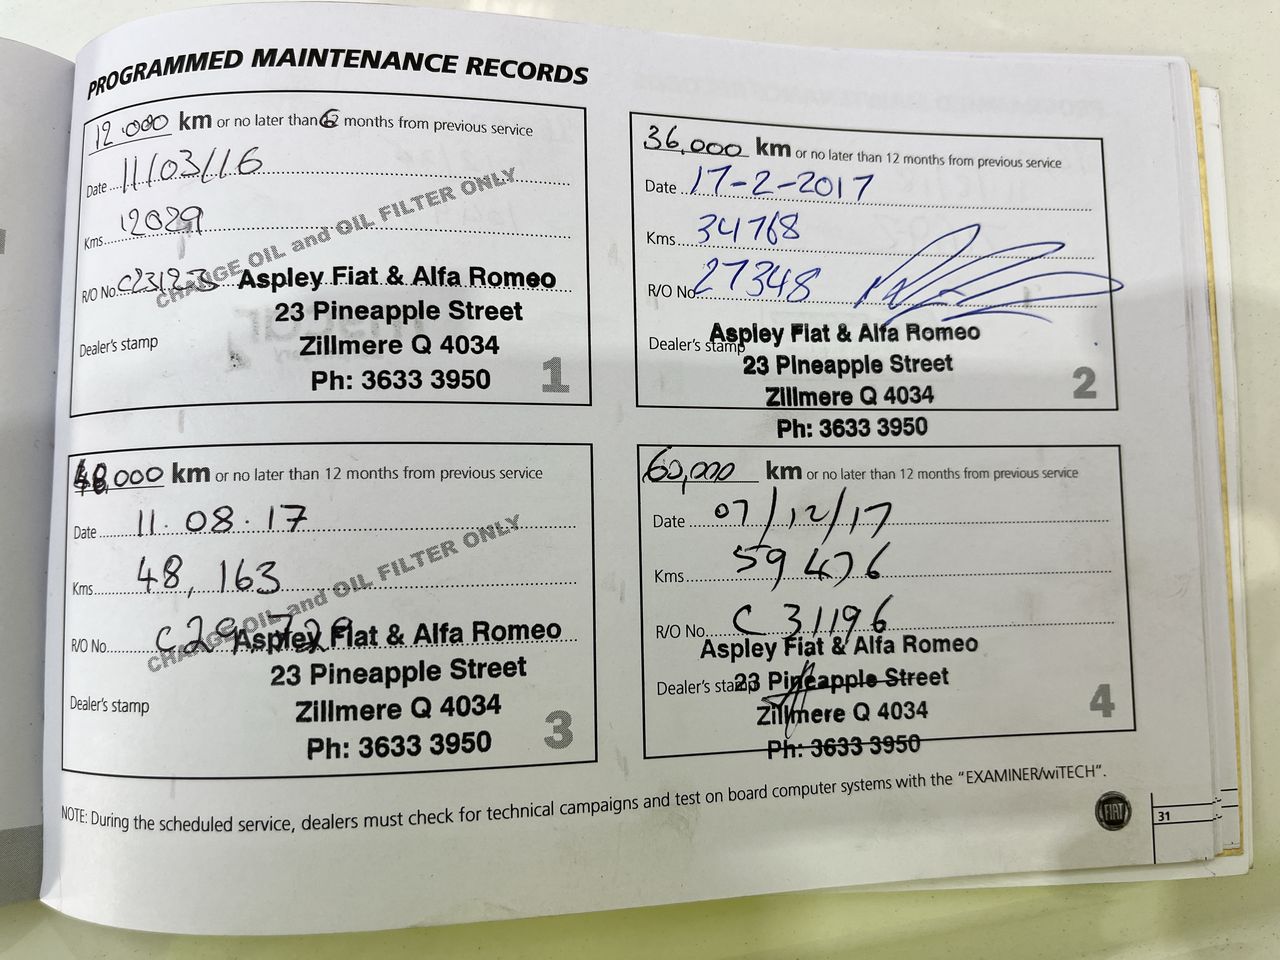 PROGRAMMED MAINTENANCE RECORDS
12.000 km or no later than 6 months from previous service
Date 11/03/16
Kms 12029
R/O No. C23123
CHANGE OIL and OIL FILTER ONLY
Aspley Fiat & Alfa Romeo
23 Pineapple Street
Dealer's stamp Zillmere Q 4034
Ph: 3633 3950
1
36,000 km or no later than 12 months from previous service
Date 17-2-2017
Kms 34768
R/O No. 27348
Aspley Fiat & Alfa Romeo
Dealer's stamp
23 Pineapple Street
Zillmere Q 4034
Ph: 3633 3950
2
48,000 km or no later than 12 months from previous service
Date 11.08.17
Kms 48,163
CHANGE OIL and OIL FILTER ONLY
R/O No. C29729
Aspley Fiat & Alfa Romeo
23 Pineapple Street
Dealer's stamp Zillmere Q 4034
Ph: 3633 3950
3
60,000 km or no later than 12 months from previous service
Date 07/12/17
Kms 59476
R/O No. C31196
Aspley Fiat & Alfa Romeo
Dealer's stamp 23 Pineapple Street
Zillmere Q 4034
Ph: 3633 3950
4
NOTE: During the scheduled service, dealers must check for technical campaigns and test on board computer systems with the "EXAMINER/wiTECH".
FIAT
31